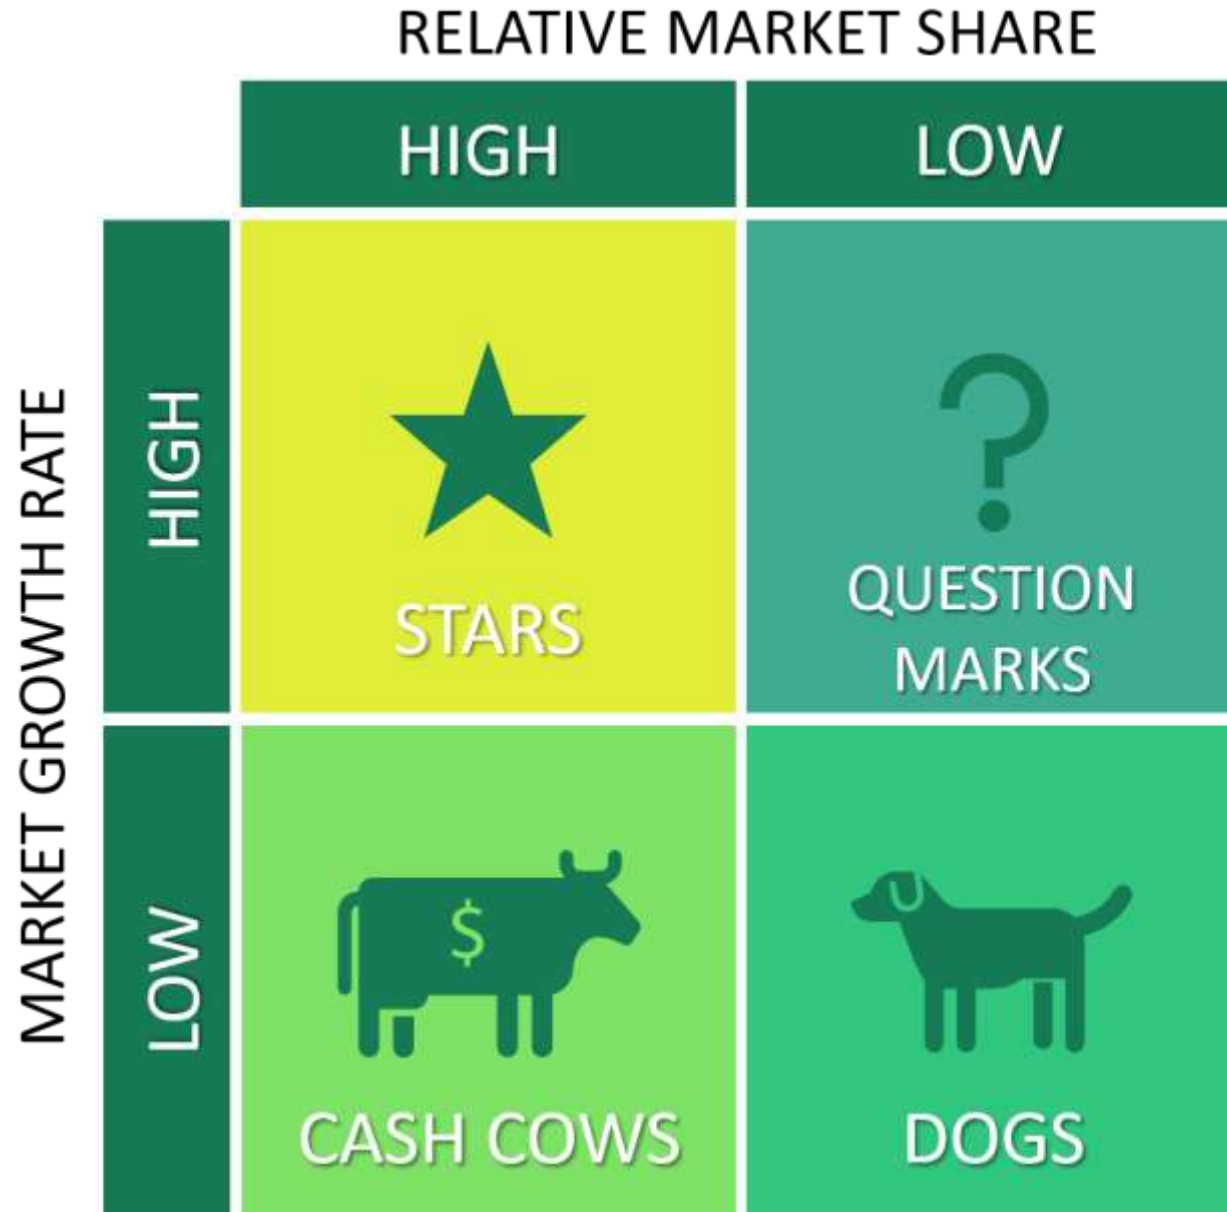 RELATIVE MARKET SHARE
HIGH
LOW
MARKET GROWTH RATE
HIGH
STARS
?
QUESTION
MARKS
LOW
$
CASH COWS
DOGS